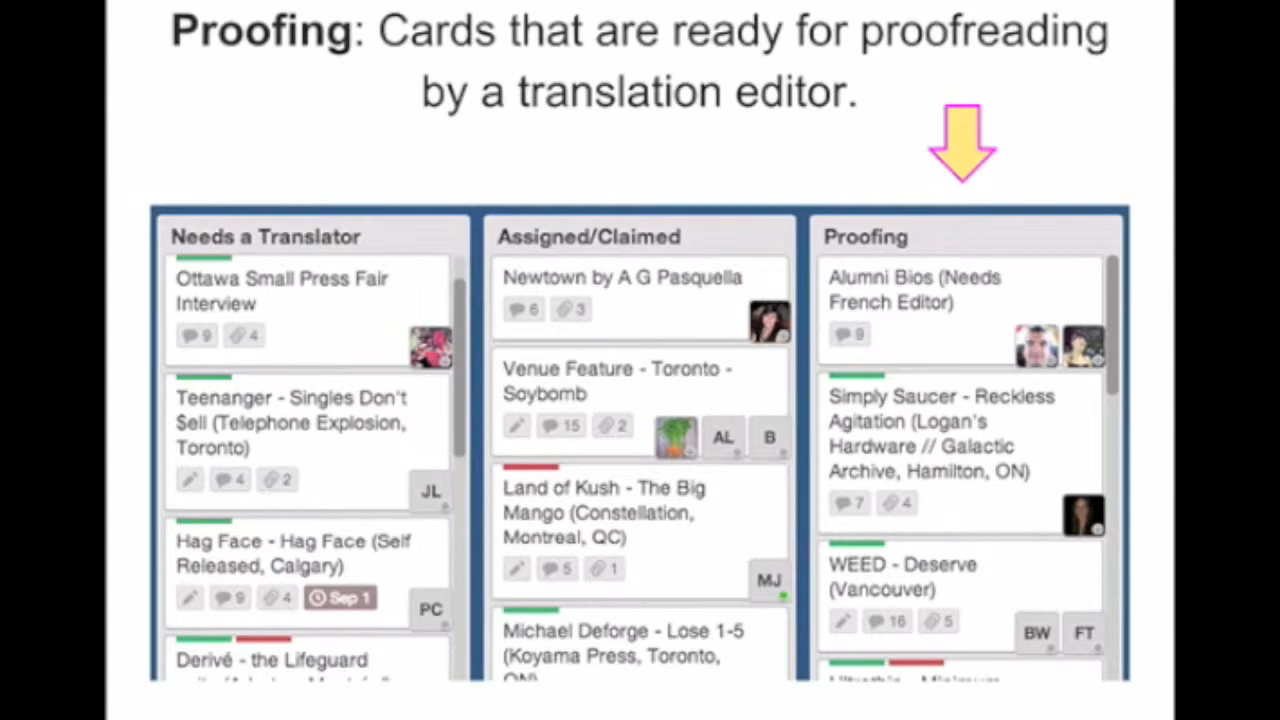 Proofing: Cards that are ready for proofreading
by a translation editor.
Needs a Translator
Ottawa Small Press Fair
Interview
9 4
Teenanger - Singles Don't
$ell (Telephone Explosion,
Toronto)
4 2
JL
Hag Face - Hag Face (Self
Released, Calgary)
9 4 Sep 1
PC
Derivé - the Lifeguard
Assigned/Claimed
Newtown by A G Pasquella
6 3
Venue Feature - Toronto -
Soybomb
15 2
AL B
Land of Kush - The Big
Mango (Constellation,
Montreal, QC)
5 1
MJ
Michael Deforge - Lose 1-5
(Koyama Press, Toronto,
ON)
Proofing
Alumni Bios (Needs
French Editor)
9
Simply Saucer - Reckless
Agitation (Logan's
Hardware // Galactic
Archive, Hamilton, ON)
7 4
WEED - Deserve
(Vancouver)
16 5
BW FT